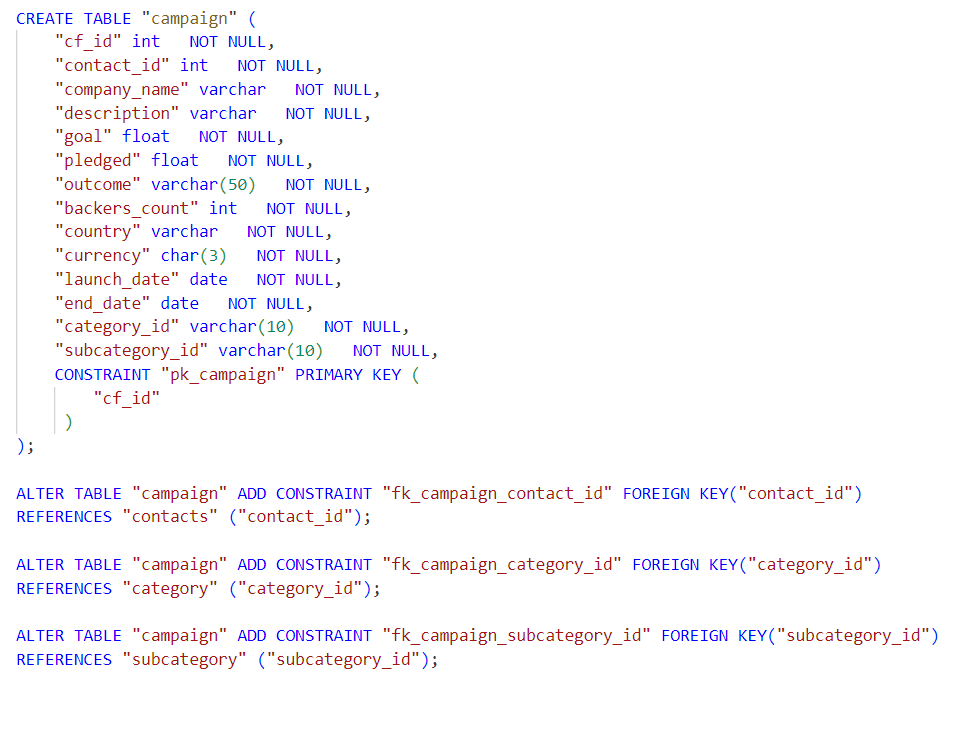 CREATE TABLE "campaign" (
    "cf_id" int   NOT NULL,
    "contact_id" int   NOT NULL,
    "company_name" varchar   NOT NULL,
    "description" varchar   NOT NULL,
    "goal" float   NOT NULL,
    "pledged" float   NOT NULL,
    "outcome" varchar(50)   NOT NULL,
    "backers_count" int   NOT NULL,
    "country" varchar   NOT NULL,
    "currency" char(3)   NOT NULL,
    "launch_date" date   NOT NULL,
    "end_date" date   NOT NULL,
    "category_id" varchar(10)   NOT NULL,
    "subcategory_id" varchar(10)   NOT NULL,
    CONSTRAINT "pk_campaign" PRIMARY KEY (
        "cf_id"
     )
);

ALTER TABLE "campaign" ADD CONSTRAINT "fk_campaign_contact_id" FOREIGN KEY("contact_id")
REFERENCES "contacts" ("contact_id");

ALTER TABLE "campaign" ADD CONSTRAINT "fk_campaign_category_id" FOREIGN KEY("category_id")
REFERENCES "category" ("category_id");

ALTER TABLE "campaign" ADD CONSTRAINT "fk_campaign_subcategory_id" FOREIGN KEY("subcategory_id")
REFERENCES "subcategory" ("subcategory_id");